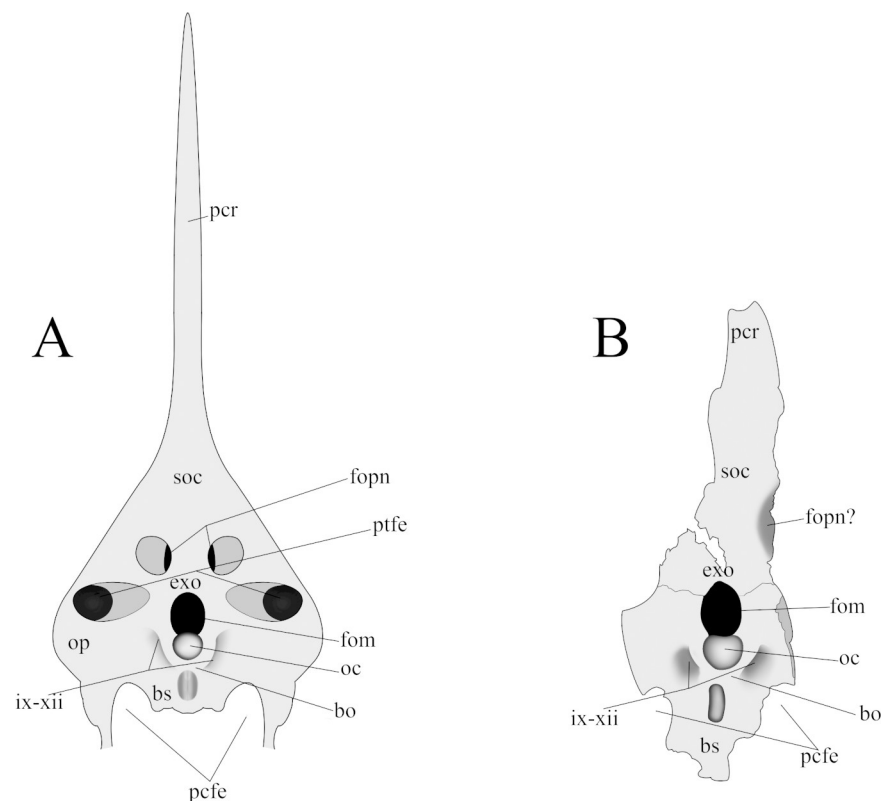 pcr
A
soc
fopn
ptfe
exo
op
fom
oc
ix-xii
bs
bo
pcfe
B
pcr
soc
fopn?
exo
fom
oc
ix-xii
bo
bs
pcfe